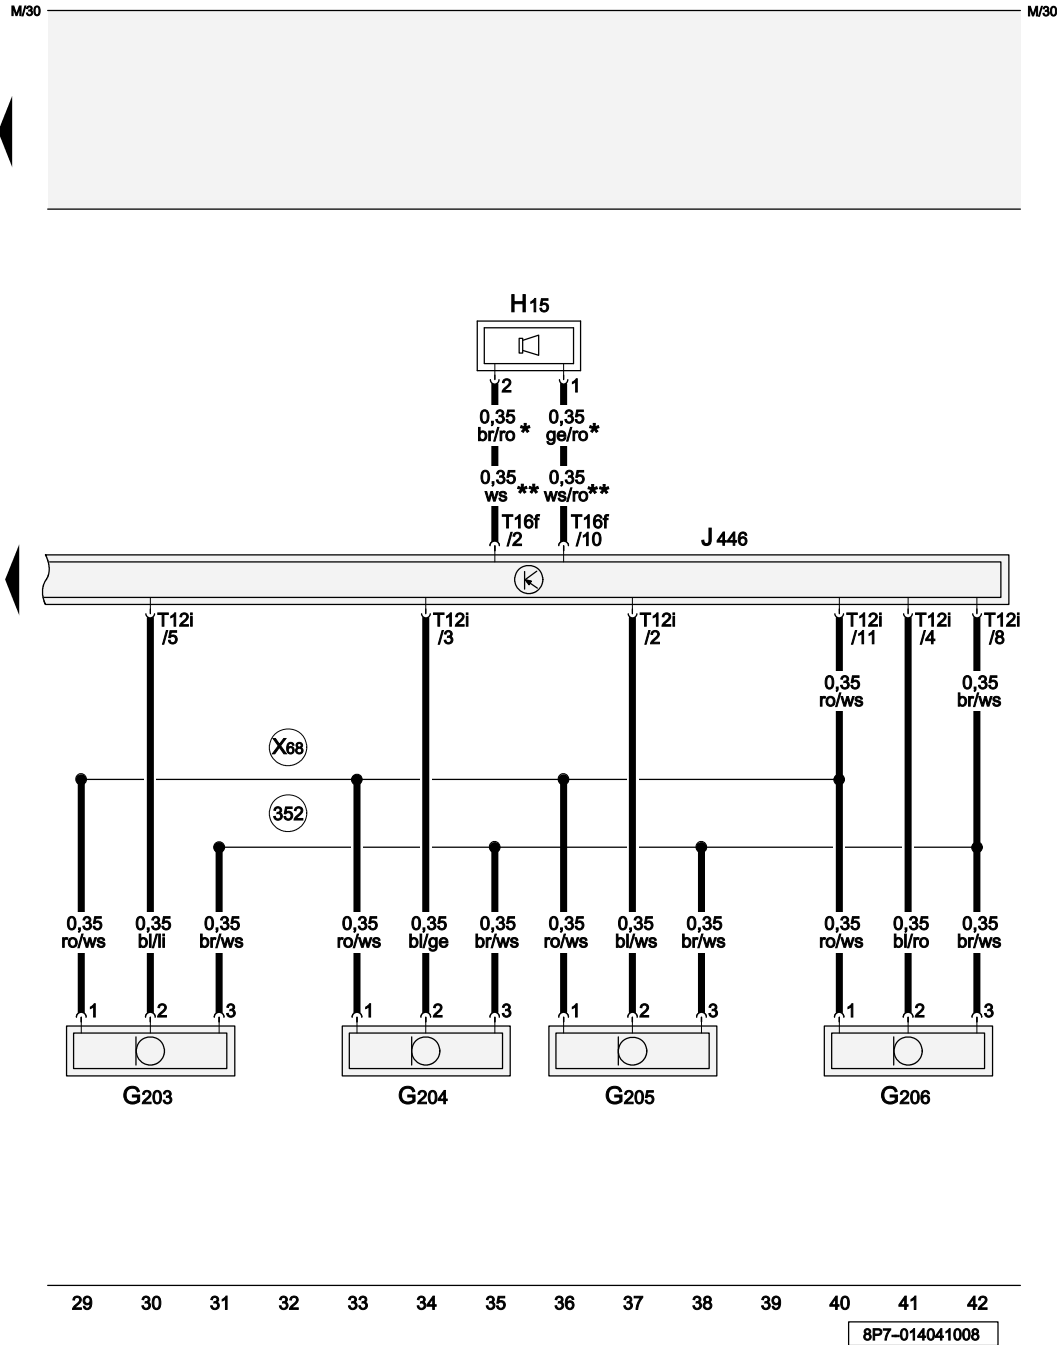 M/30 M/30
H15
2 1
0,35 0,35
br/ro * ge/ro*
0,35 0,35
ws ** ws/ro**
T16f T16f
/2 /10
J 446
T12i T12i T12i T12i T12i T12i
/5 /3 /2 /11 /4 /8
0,35 0,35
ro/ws br/ws
X68
352
0,35 0,35 0,35 0,35 0,35 0,35 0,35 0,35 0,35 0,35 0,35 0,35
ro/ws bl/li br/ws ro/ws bl/ge br/ws ro/ws bl/ws br/ws ro/ws bl/ro br/ws
1 2 3 1 2 3 1 2 3 1 2 3
G203 G204 G205 G206
29 30 31 32 33 34 35 36 37 38 39 40 41 42
8P7-014041008